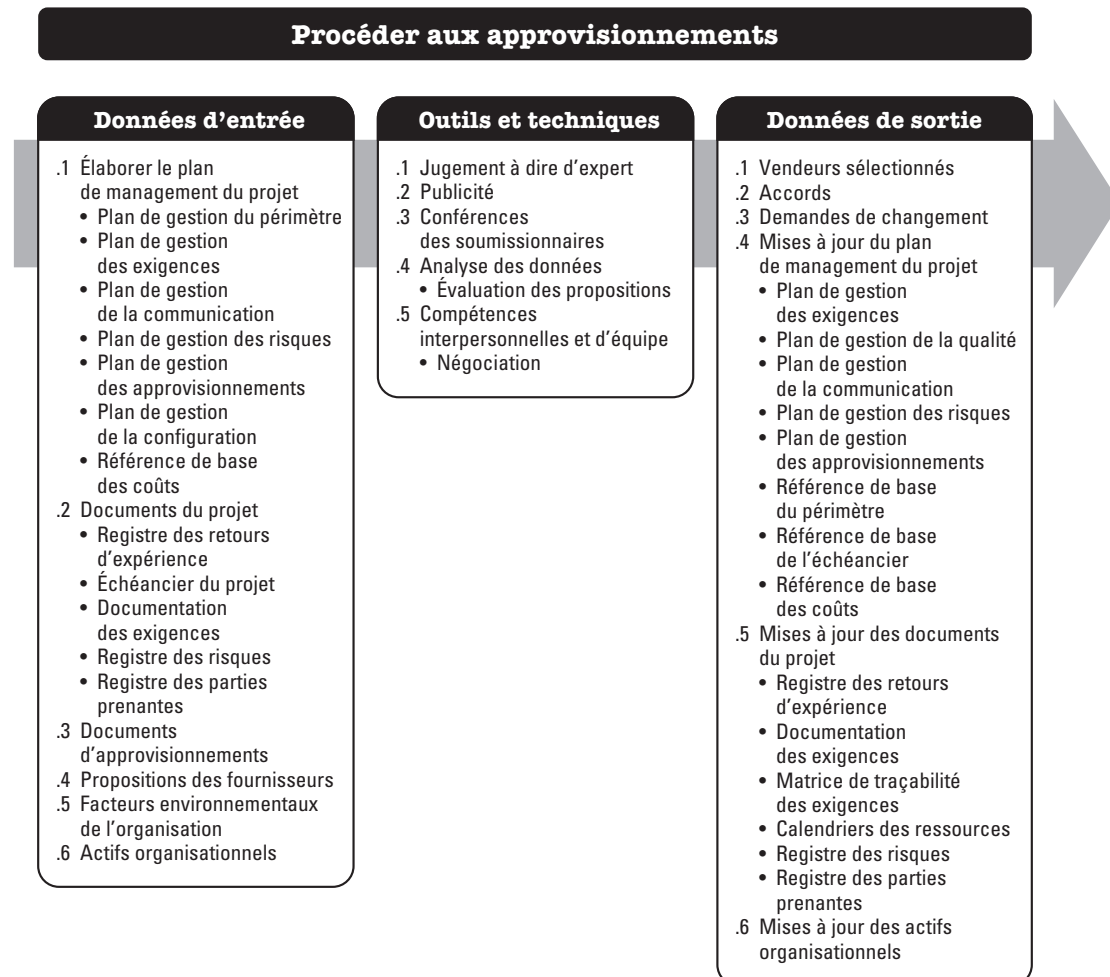 Procéder aux approvisionnements
Données d'entrée
.1 Élaborer le plan
de management du projet
• Plan de gestion du périmètre
• Plan de gestion
des exigences
• Plan de gestion
de la communication
• Plan de gestion des risques
• Plan de gestion
des approvisionnements
• Plan de gestion
de la configuration
• Référence de base
des coûts
.2 Documents du projet
• Registre des retours
d'expérience
• Échéancier du projet
• Documentation
des exigences
• Registre des risques
• Registre des parties
prenantes
.3 Documents
d'approvisionnements
.4 Propositions des fournisseurs
.5 Facteurs environnementaux
de l'organisation
.6 Actifs organisationnels
Outils et techniques
.1 Jugement à dire d'expert
.2 Publicité
.3 Conférences
des soumissionnaires
.4 Analyse des données
• Évaluation des propositions
.5 Compétences
interpersonnelles et d'équipe
• Négociation
Données de sortie
.1 Vendeurs sélectionnés
.2 Accords
.3 Demandes de changement
.4 Mises à jour du plan
de management du projet
• Plan de gestion
des exigences
• Plan de gestion de la qualité
• Plan de gestion
de la communication
• Plan de gestion des risques
• Plan de gestion
des approvisionnements
• Référence de base
du périmètre
• Référence de base
de l'échéancier
• Référence de base
des coûts
.5 Mises à jour des documents
du projet
• Registre des retours
d'expérience
• Documentation
des exigences
• Matrice de traçabilité
des exigences
• Calendriers des ressources
• Registre des risques
• Registre des parties
prenantes
.6 Mises à jour des actifs
organisationnels